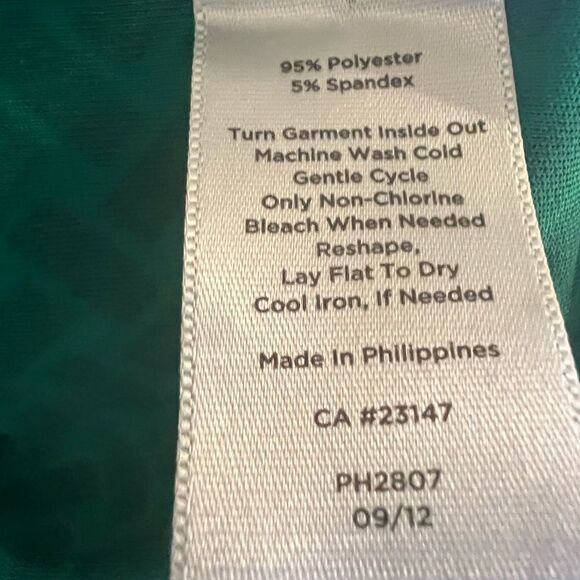 95% Polyester
5% Spandex
Turn Garment Inside Out
Machine Wash Cold
Gentle Cycle
Only Non-Chlorine
Bleach When Needed
Reshape,
Lay Flat To Dry
Cool Iron, If Needed
Made In Philippines
CA #23147
PH2807
09/12